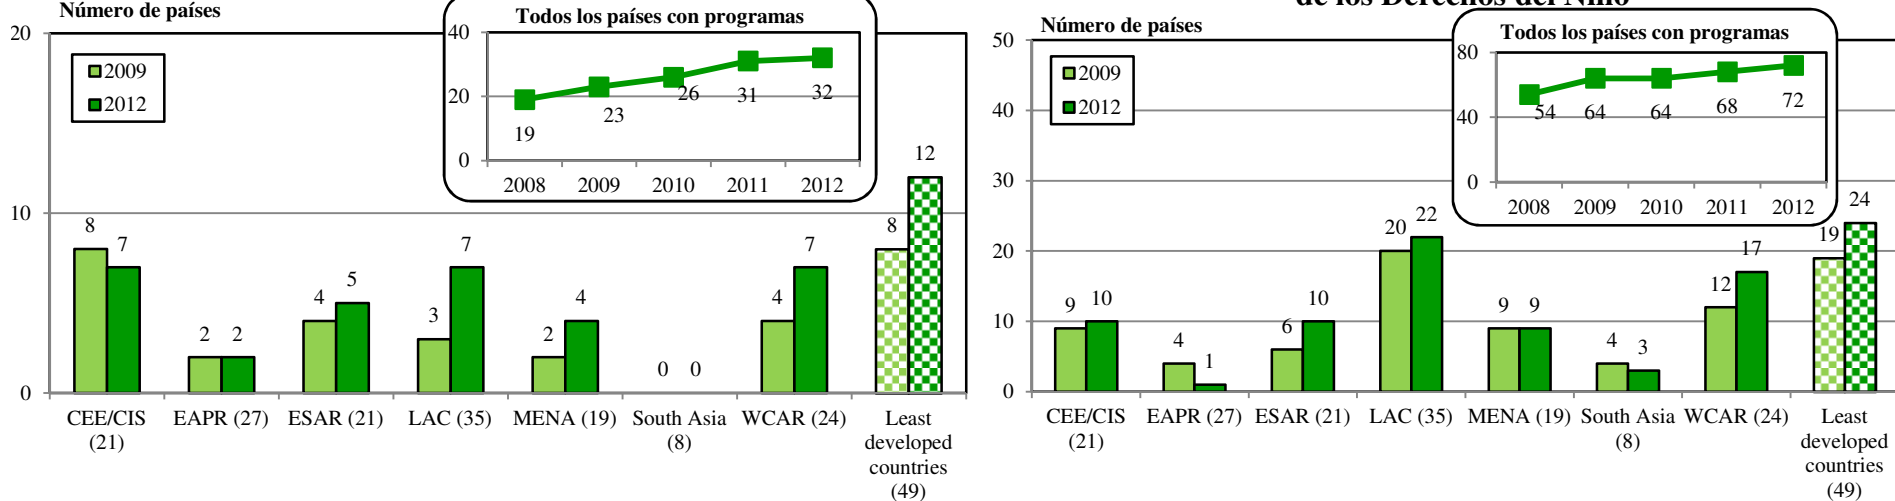 Número de países
Todos los países con programas
20
10
0
2009
2012
40
20
0
19
23
26
31
32
2008 2009 2010 2011 2012
8 7
2 2
4 5
3 7
2 4
0 0
4 7
8 12
CEE/CIS
(21)
EAPR (27)
ESAR (21)
LAC (35)
MENA (19)
South Asia
(8)
WCAR (24)
Least
developed
countries
(49)
de los Derechos del Niño
Número de países
Todos los países con programas
50
40
30
20
10
0
2009
2012
80
40
0
54
64
64
68
72
2008 2009 2010 2011 2012
9 10
4 1
6 10
20 22
9 9
4 3
12 17
19 24
CEE/CIS
(21)
EAPR (27)
ESAR (21)
LAC (35)
MENA (19)
South Asia
(8)
WCAR (24)
Least
developed
countries
(49)